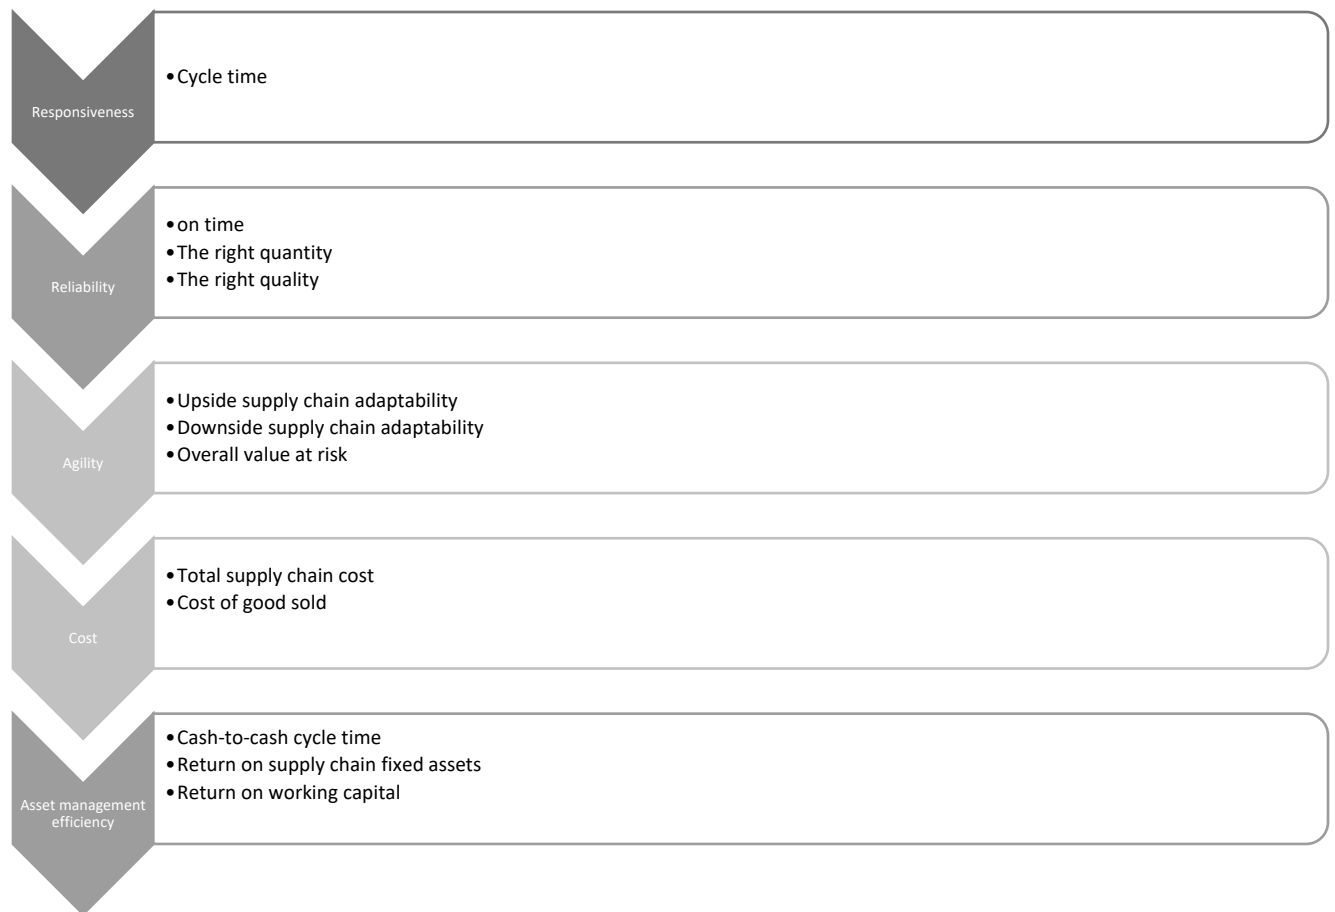 Responsiveness
•Cycle time
Reliability
•on time
•The right quantity
•The right quality
Agility
•Upside supply chain adaptability
•Downside supply chain adaptability
•Overall value at risk
Cost
•Total supply chain cost
•Cost of good sold
Asset management
efficiency
•Cash-to-cash cycle time
•Return on supply chain fixed assets
•Return on working capital